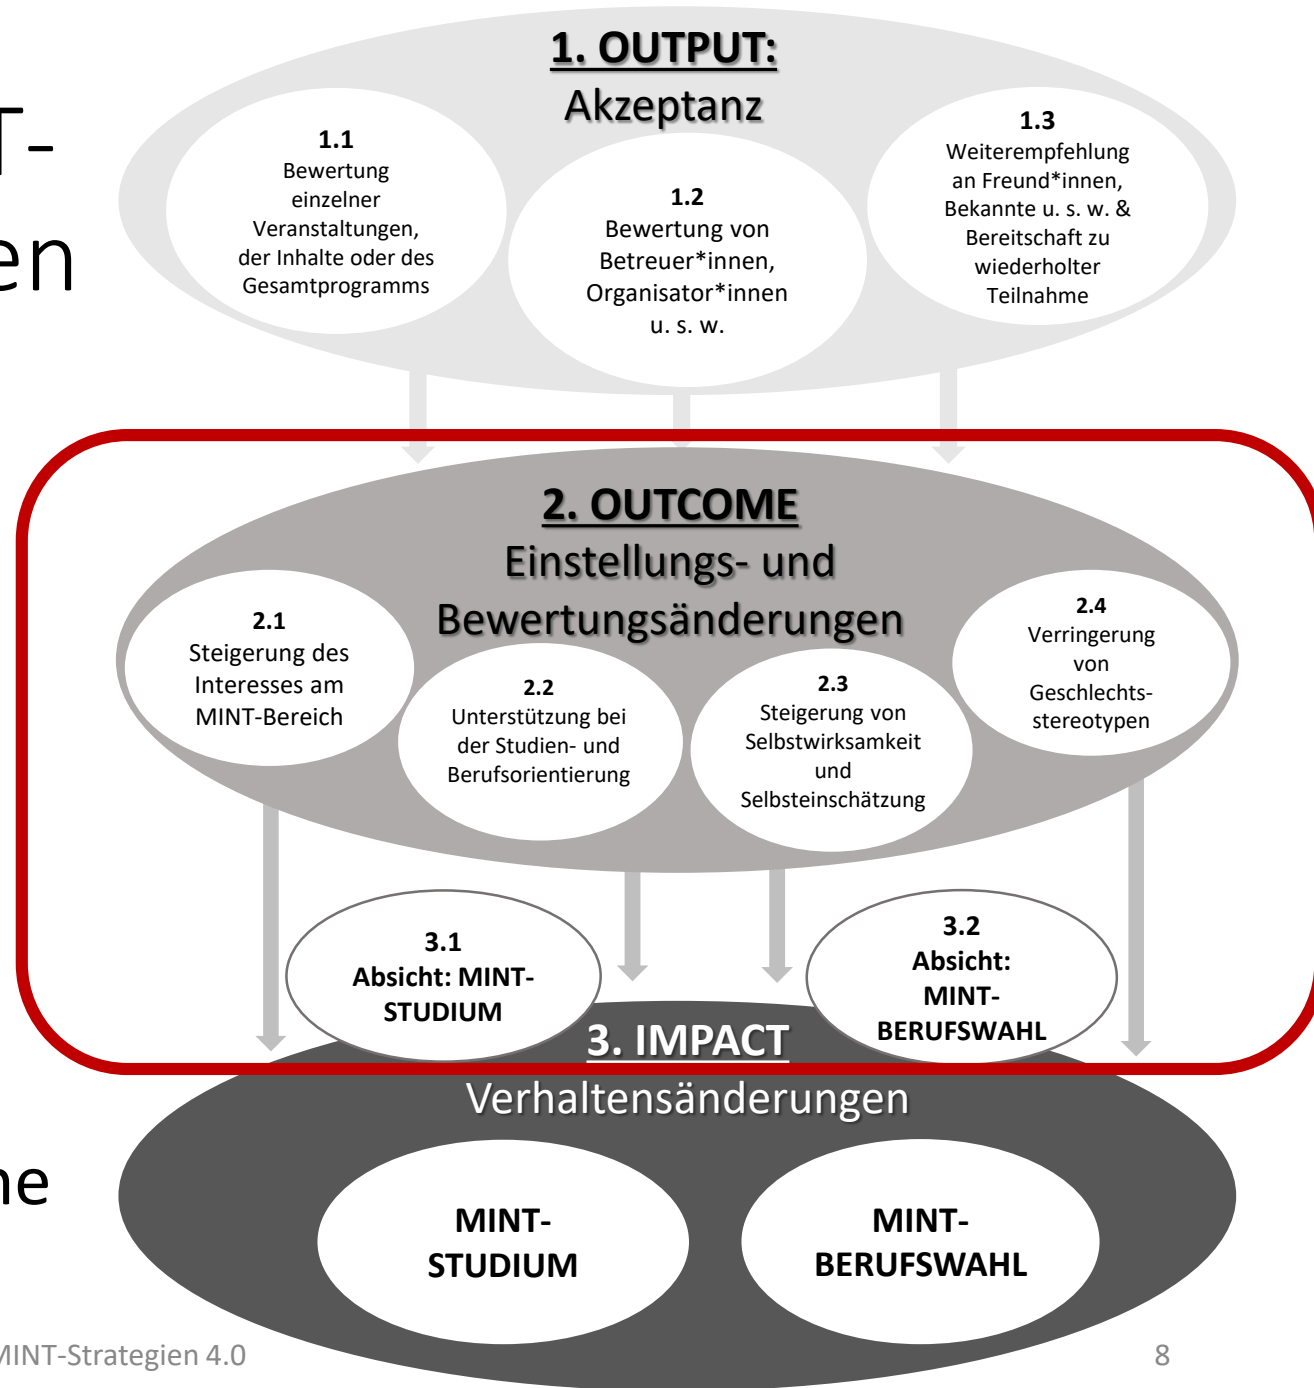 T-
en
1. OUTPUT:
Akzeptanz
1.1
Bewertung
einzelner
Veranstaltungen,
der Inhalte oder des
Gesamtprogramms
1.2
Bewertung von
Betreuer*innen,
Organisator*innen
u. s. w.
1.3
Weiterempfehlung
an Freund*innen,
Bekannte u. s. w. &
Bereitschaft zu
wiederholter
Teilnahme
2. OUTCOME
Einstellungs- und
Bewertungsänderungen
2.1
Steigerung des
Interesses am
MINT-Bereich
2.2
Unterstützung bei
der Studien- und
Berufsorientierung
2.3
Steigerung von
Selbstwirksamkeit
und
Selbsteinschätzung
2.4
Verringerung
von
Geschlechts-
stereotypen
3.1
Absicht: MINT-
STUDIUM
3.2
Absicht:
MINT-
BERUFSWAHL
3. IMPACT
Verhaltensänderungen
ne
MINT-
STUDIUM
MINT-
BERUFSWAHL
MINT-Strategien 4.0
8